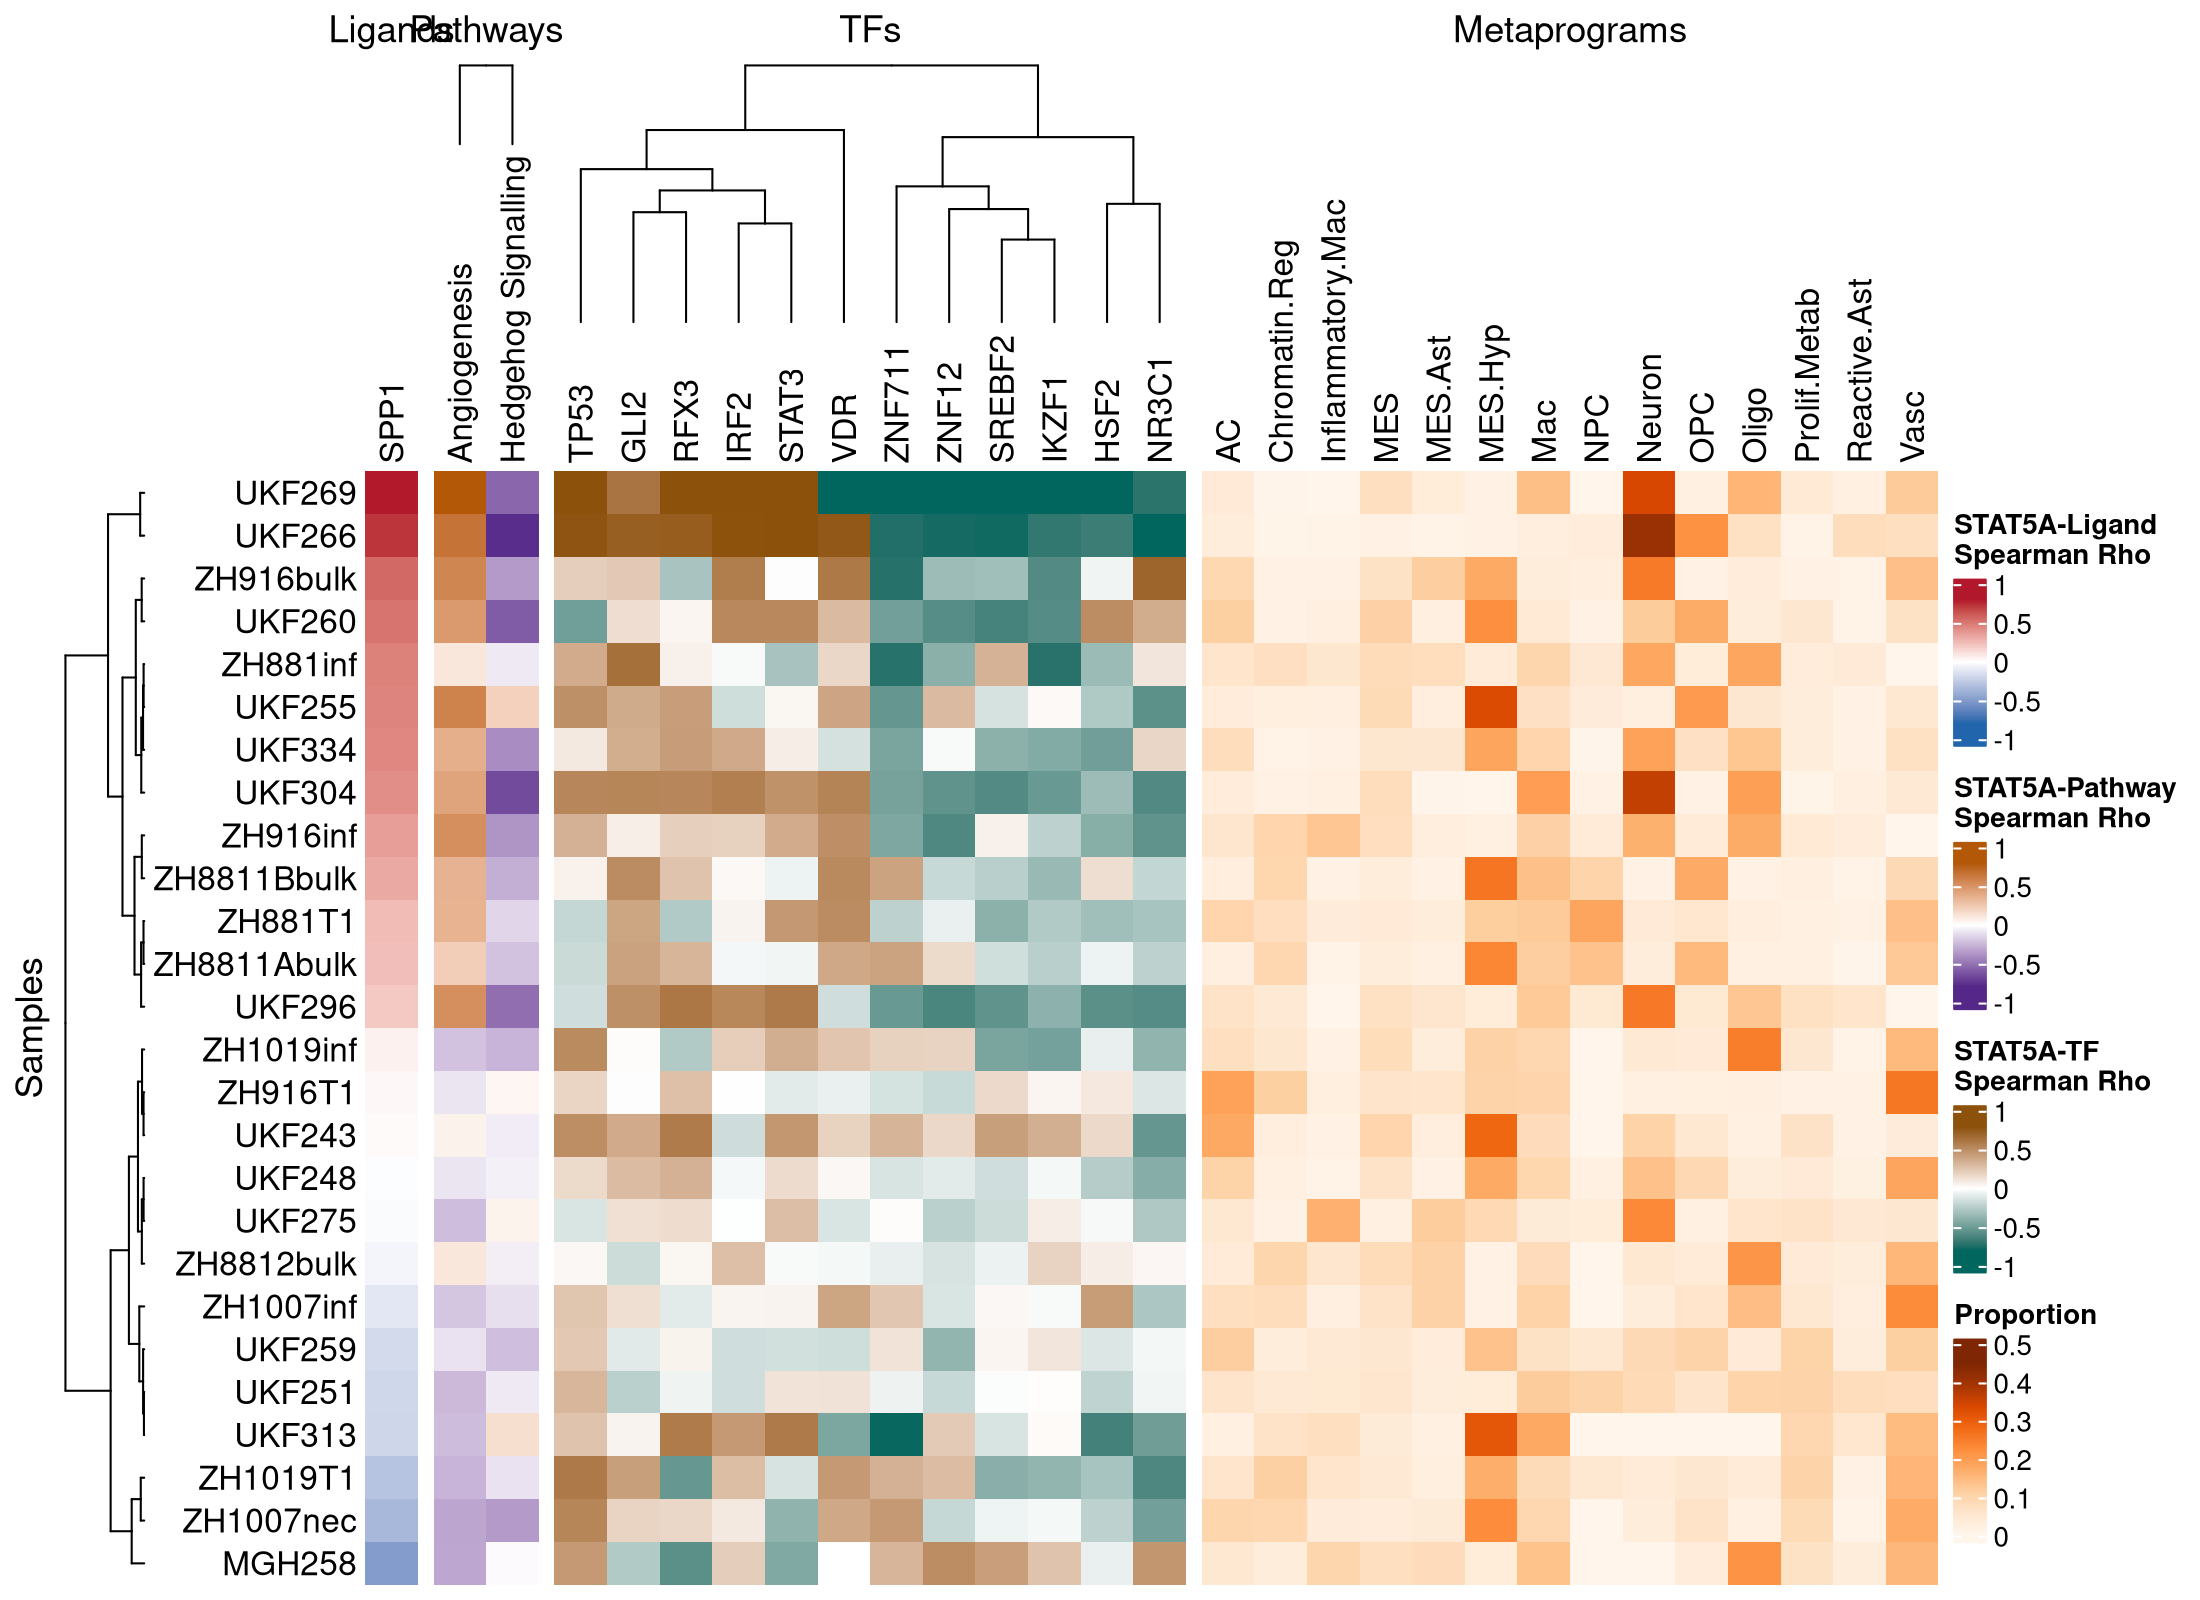 Ligands
Pathways
TFs
Metaprograms
SPP1
Angiogenesis
Hedgehog Signalling
TP53
GLI2
RFX3
IRF2
STAT3
VDR
ZNF711
ZNF12
SREBF2
IKZF1
HSF2
NR3C1
AC
Chromatin.Reg
Inflammatory.Mac
MES
MES.Ast
MES.Hyp
Mac
NPC
Neuron
OPC
Oligo
Prolif.Metab
Reactive.Ast
Vasc
Samples
UKF269
UKF266
ZH916bulk
UKF260
ZH881inf
UKF255
UKF334
UKF304
ZH916inf
ZH8811Bbulk
ZH881T1
ZH8811Abulk
UKF296
ZH1019inf
ZH916T1
UKF243
UKF248
UKF275
ZH8812bulk
ZH1007inf
UKF259
UKF251
UKF313
ZH1019T1
ZH1007nec
MGH258
STAT5A-Ligand
Spearman Rho
1
0.5
0
-0.5
-1
STAT5A-Pathway
Spearman Rho
1
0.5
0
-0.5
-1
STAT5A-TF
Spearman Rho
1
0.5
0
-0.5
-1
Proportion
0.5
0.4
0.3
0.2
0.1
0